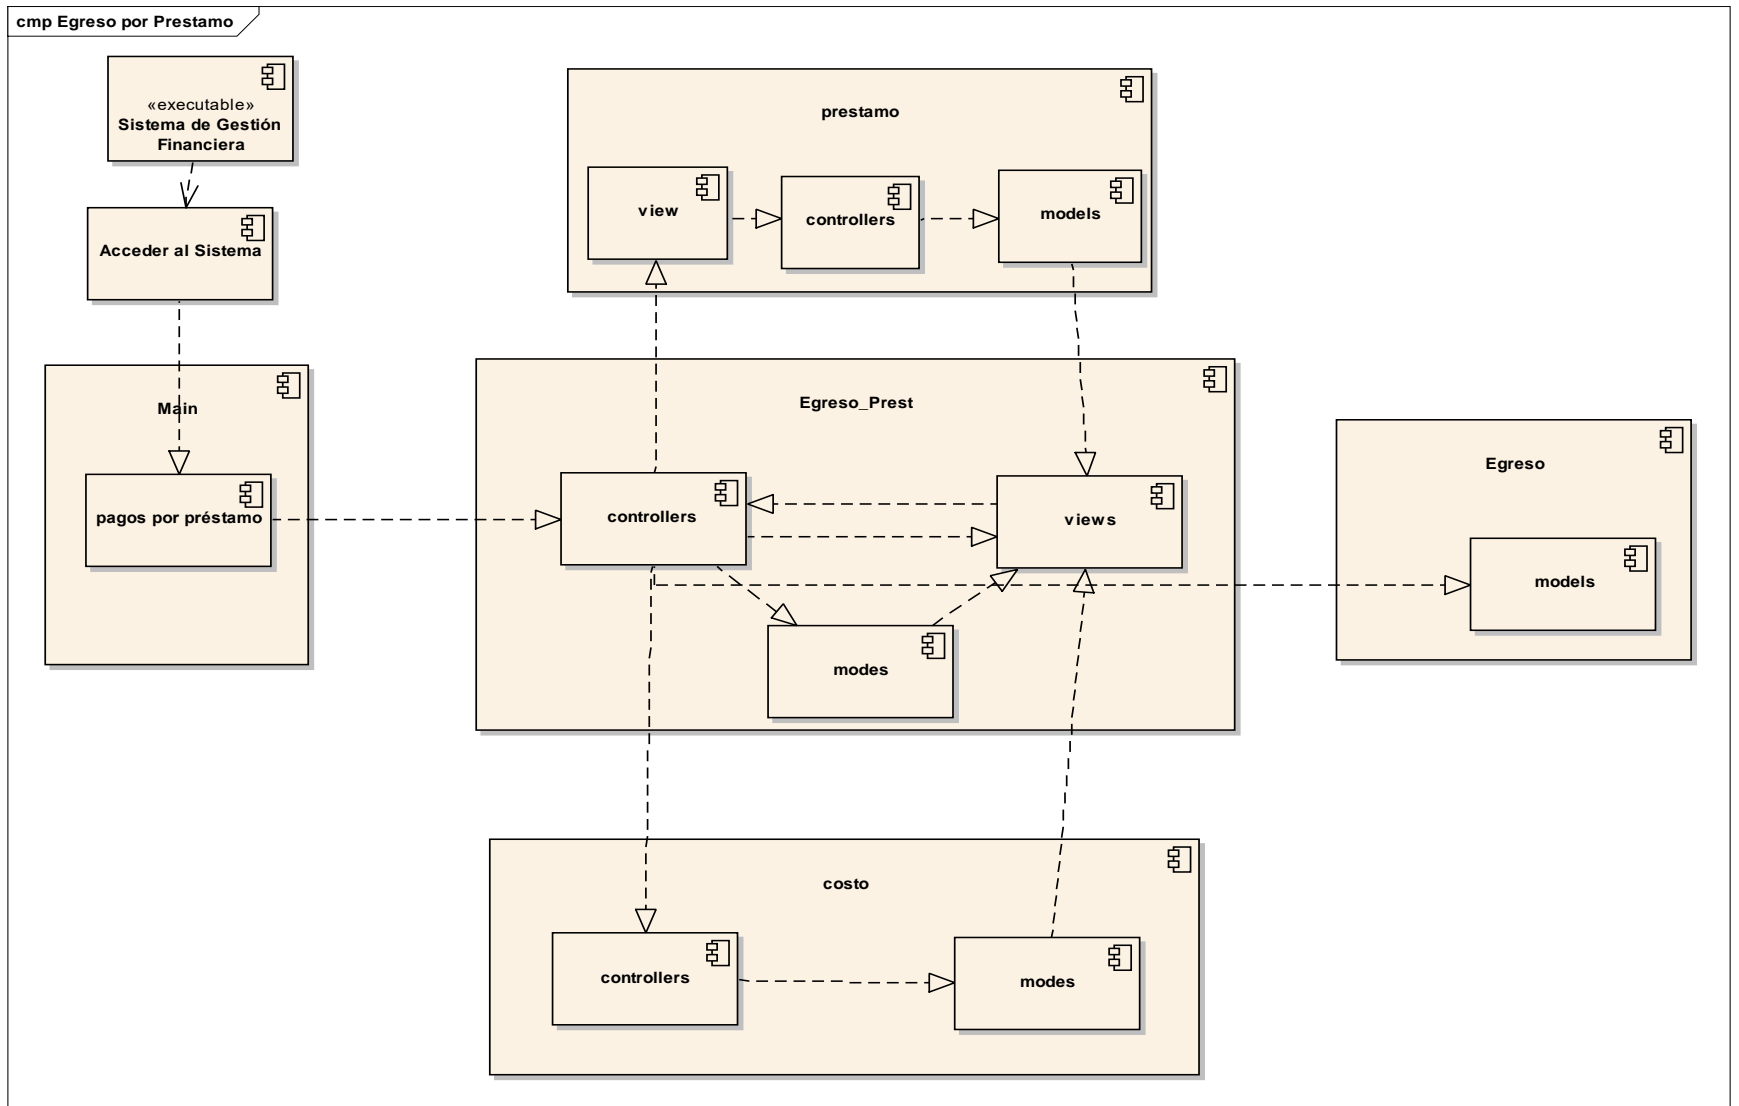 cmp Egreso por Prestamo
«executable»
Sistema de Gestión
Financiera
Acceder al Sistema
prestamo
view
controllers
models
Main
pagos por préstamo
Egreso_Prest
controllers
views
modes
Egreso
models
costo
controllers
modes